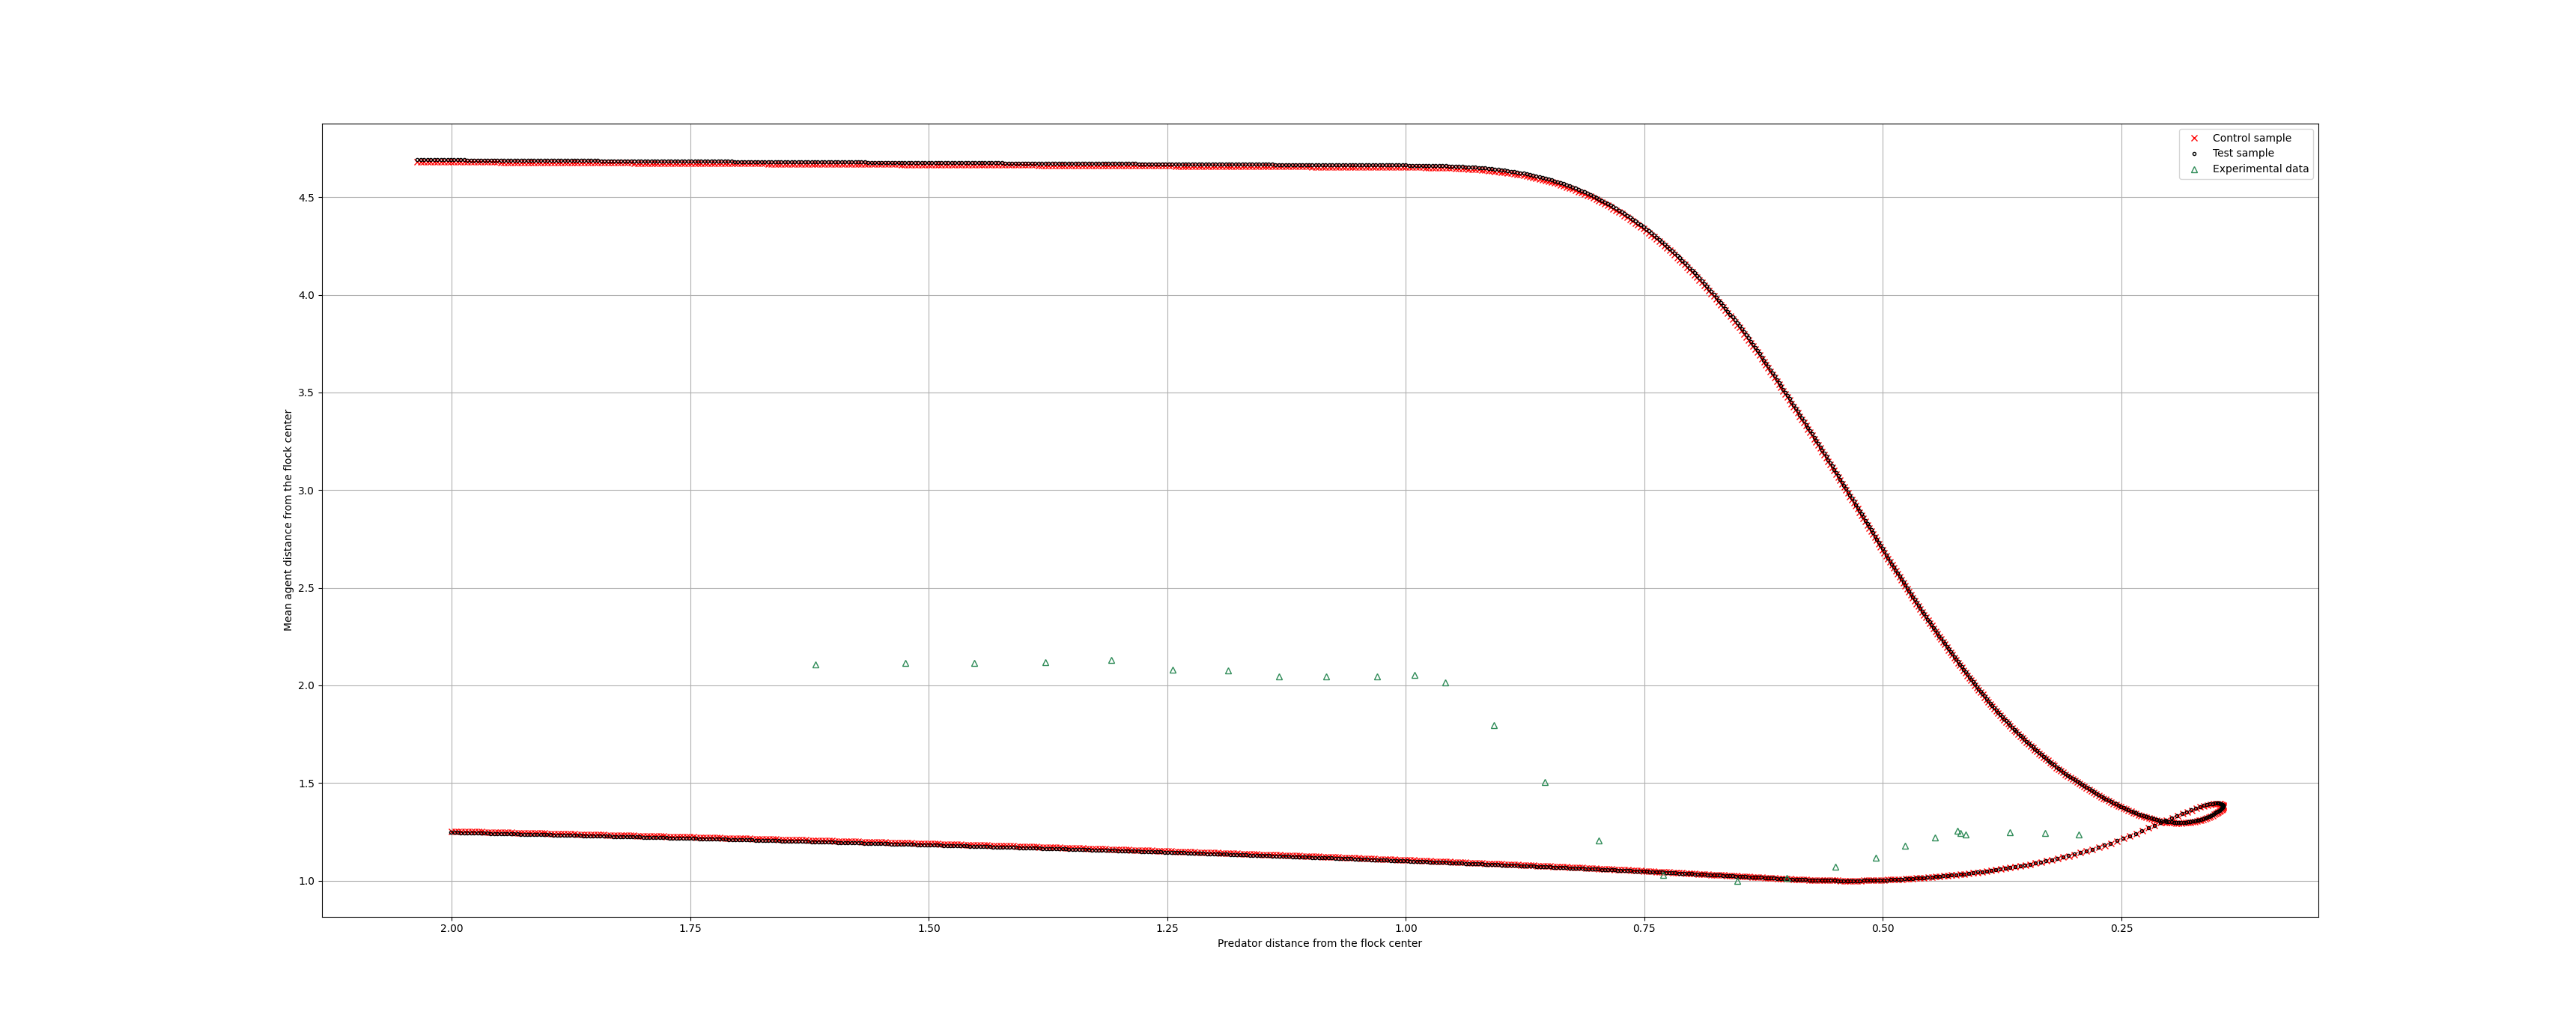 Control sample
Test sample
Experimental data
4.5
4.0
3.5
3.0
2.5
2.0
1.5
1.0
Mean agent distance from the flock center
2.00 1.75 1.50 1.25 1.00 0.75 0.50 0.25
Predator distance from the flock center